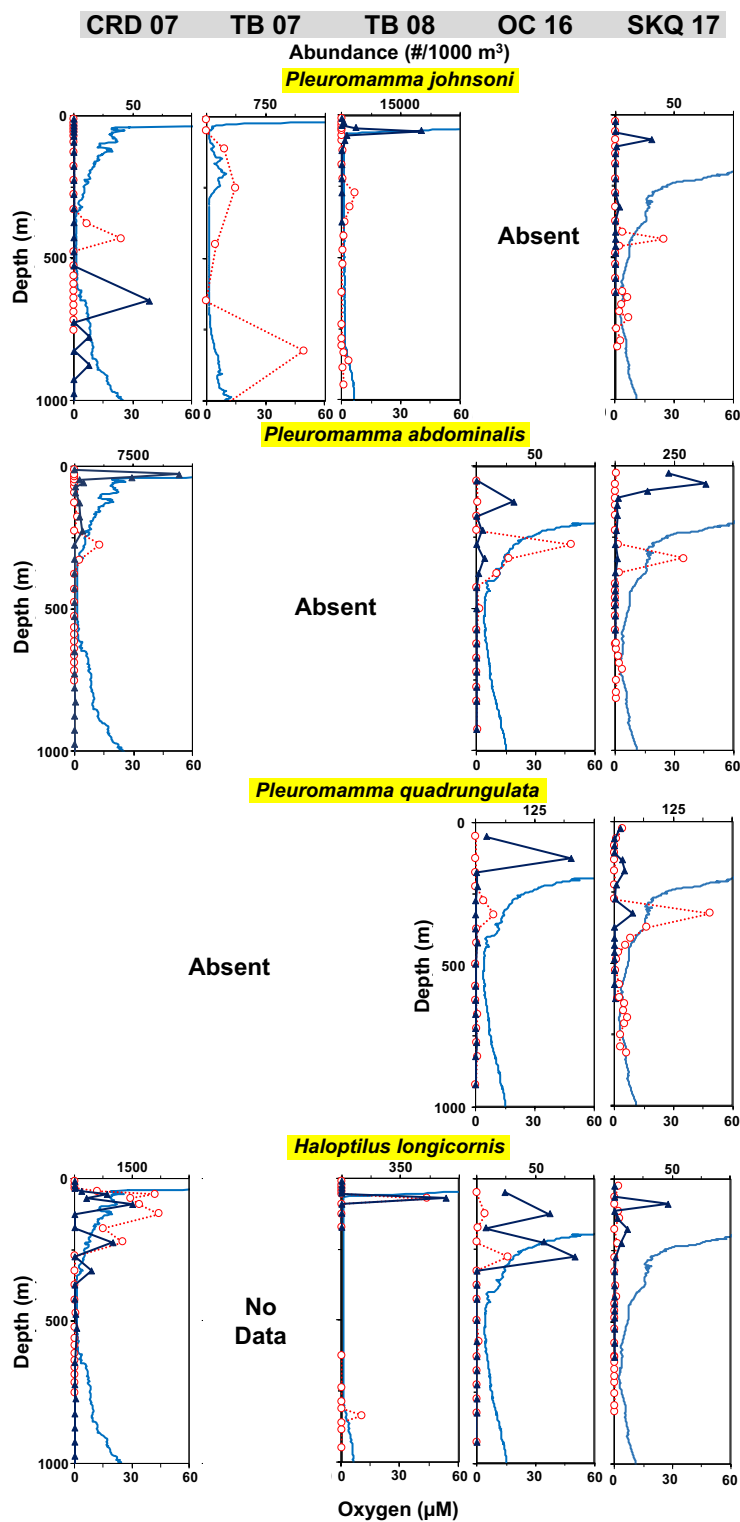 CRD 07 TB 07 TB 08 OC 16 SKQ 17
Abundance (#/1000 m³)
Pleuromamma johnsoni
50 750 15000 50
0
500
1000
Depth (m)
Absent
0 30 60 0 30 60 0 30 60 0 30 60
Pleuromamma abdominalis
7500 50 250
0
500
1000
Depth (m)
Absent
0 30 60 0 30 60 0 30 60
Pleuromamma quadrungulata
125 125
0
500
1000
Depth (m)
Absent
0 30 60 0 30 60
Haloptilus longicornis
1500 350 50 50
0
500
1000
Depth (m)
No
Data
0 30 60 0 30 60 0 30 60 0 30 60
Oxygen (µM)